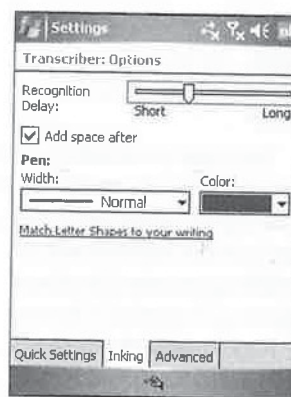 Settings
Transcriber: Options
Recognition
Delay:
Short Long
Add space after
Pen:
Width: Color:
Normal
Match Letter Shapes to your writing
Quick Settings Inking Advanced